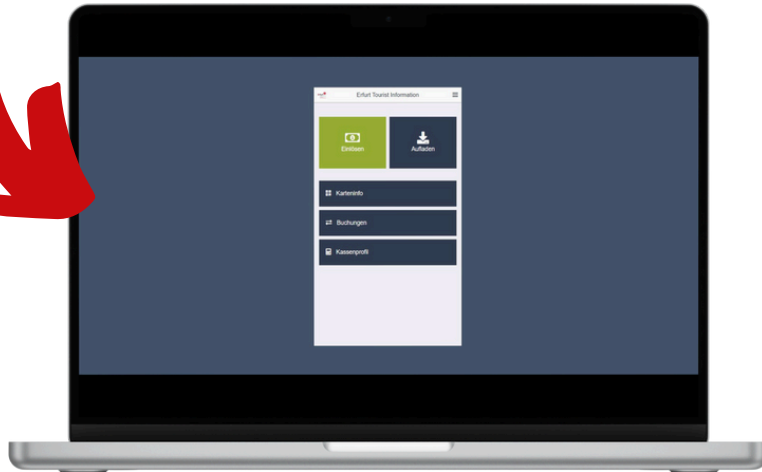 Erfurt Tourist Information
Einlösen
Aufladen
Karteninfo
Buchungen
Kassenprofil